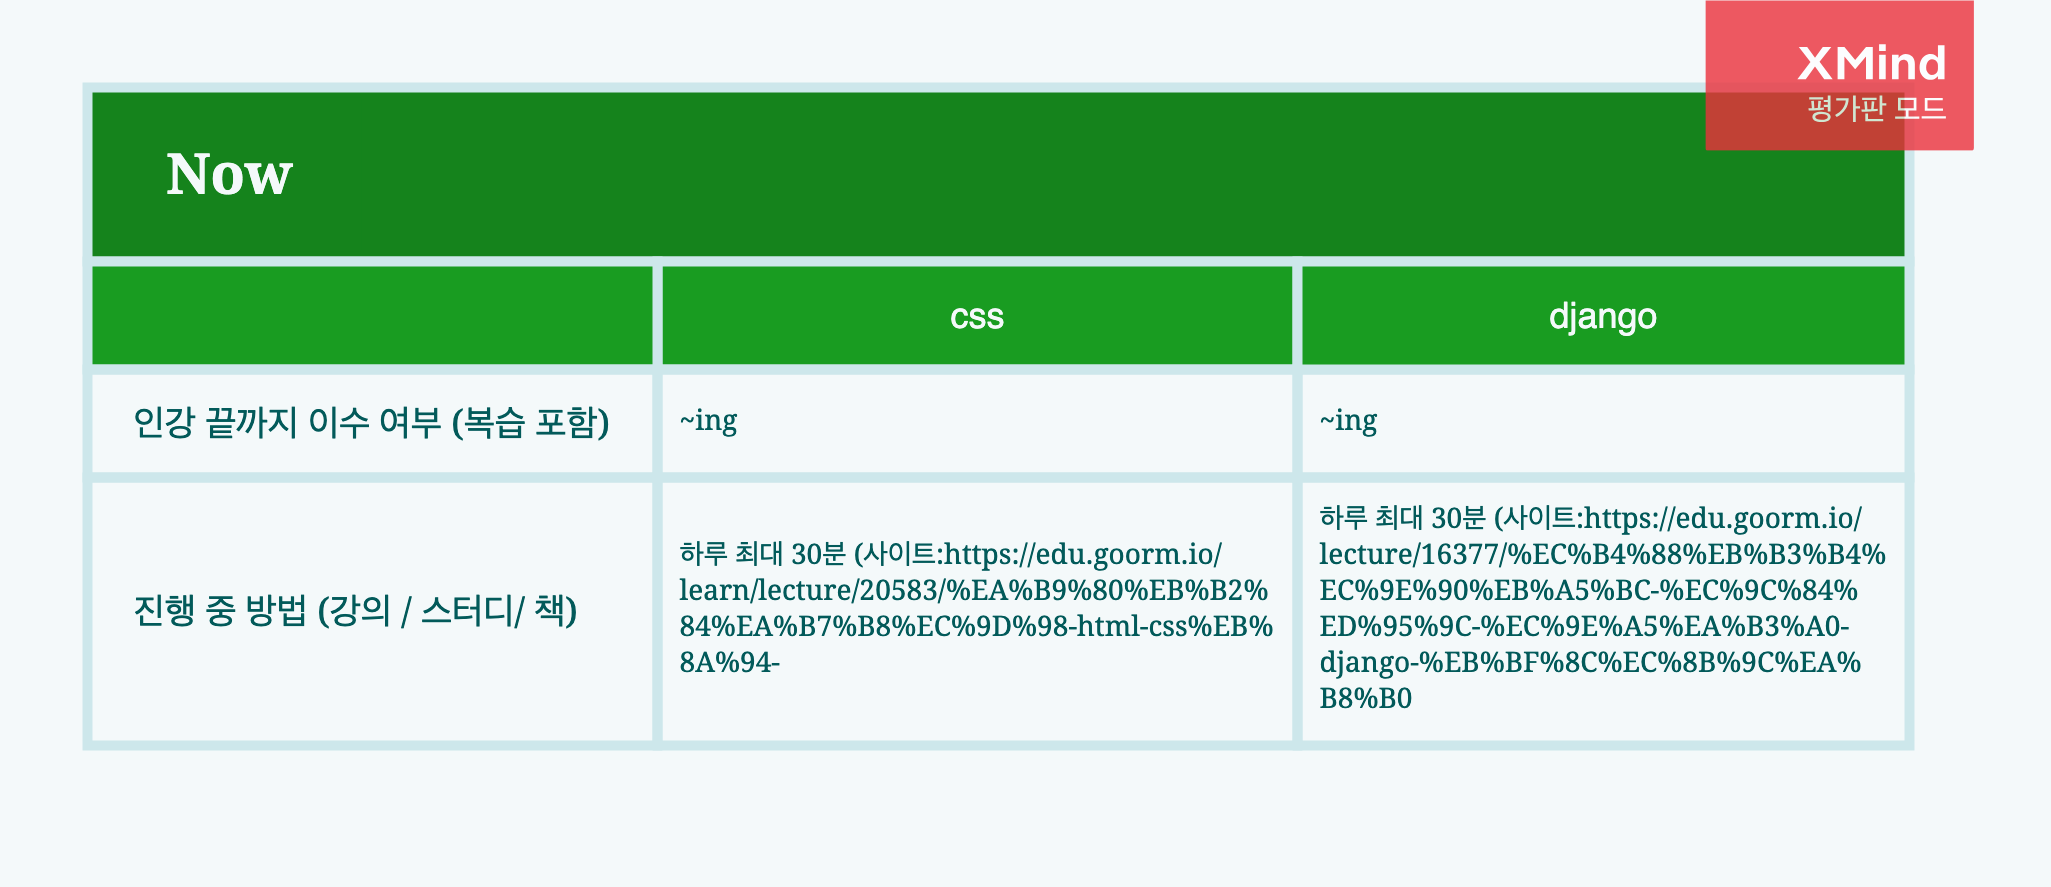 XMind
평가판 모드
Now
css
django
인강 끝까지 이수 여부 (복습 포함)
~ing
~ing
진행 중 방법 (강의 / 스터디/ 책)
하루 최대 30분 (사이트:https://edu.goorm.io/
learn/lecture/20583/%EA%B9%80%EB%B2%
84%EA%B7%B8%EC%9D%98-html-css%EB%
8A%94-
하루 최대 30분 (사이트:https://edu.goorm.io/
lecture/16377/%EC%B4%88%EB%B3%B4%
EC%9E%90%EB%A5%BC-%EC%9C%84%
ED%95%9C-%EC%9E%A5%EA%B3%A0-
django-%EB%BF%8C%EC%8B%9C%EA%
B8%B0